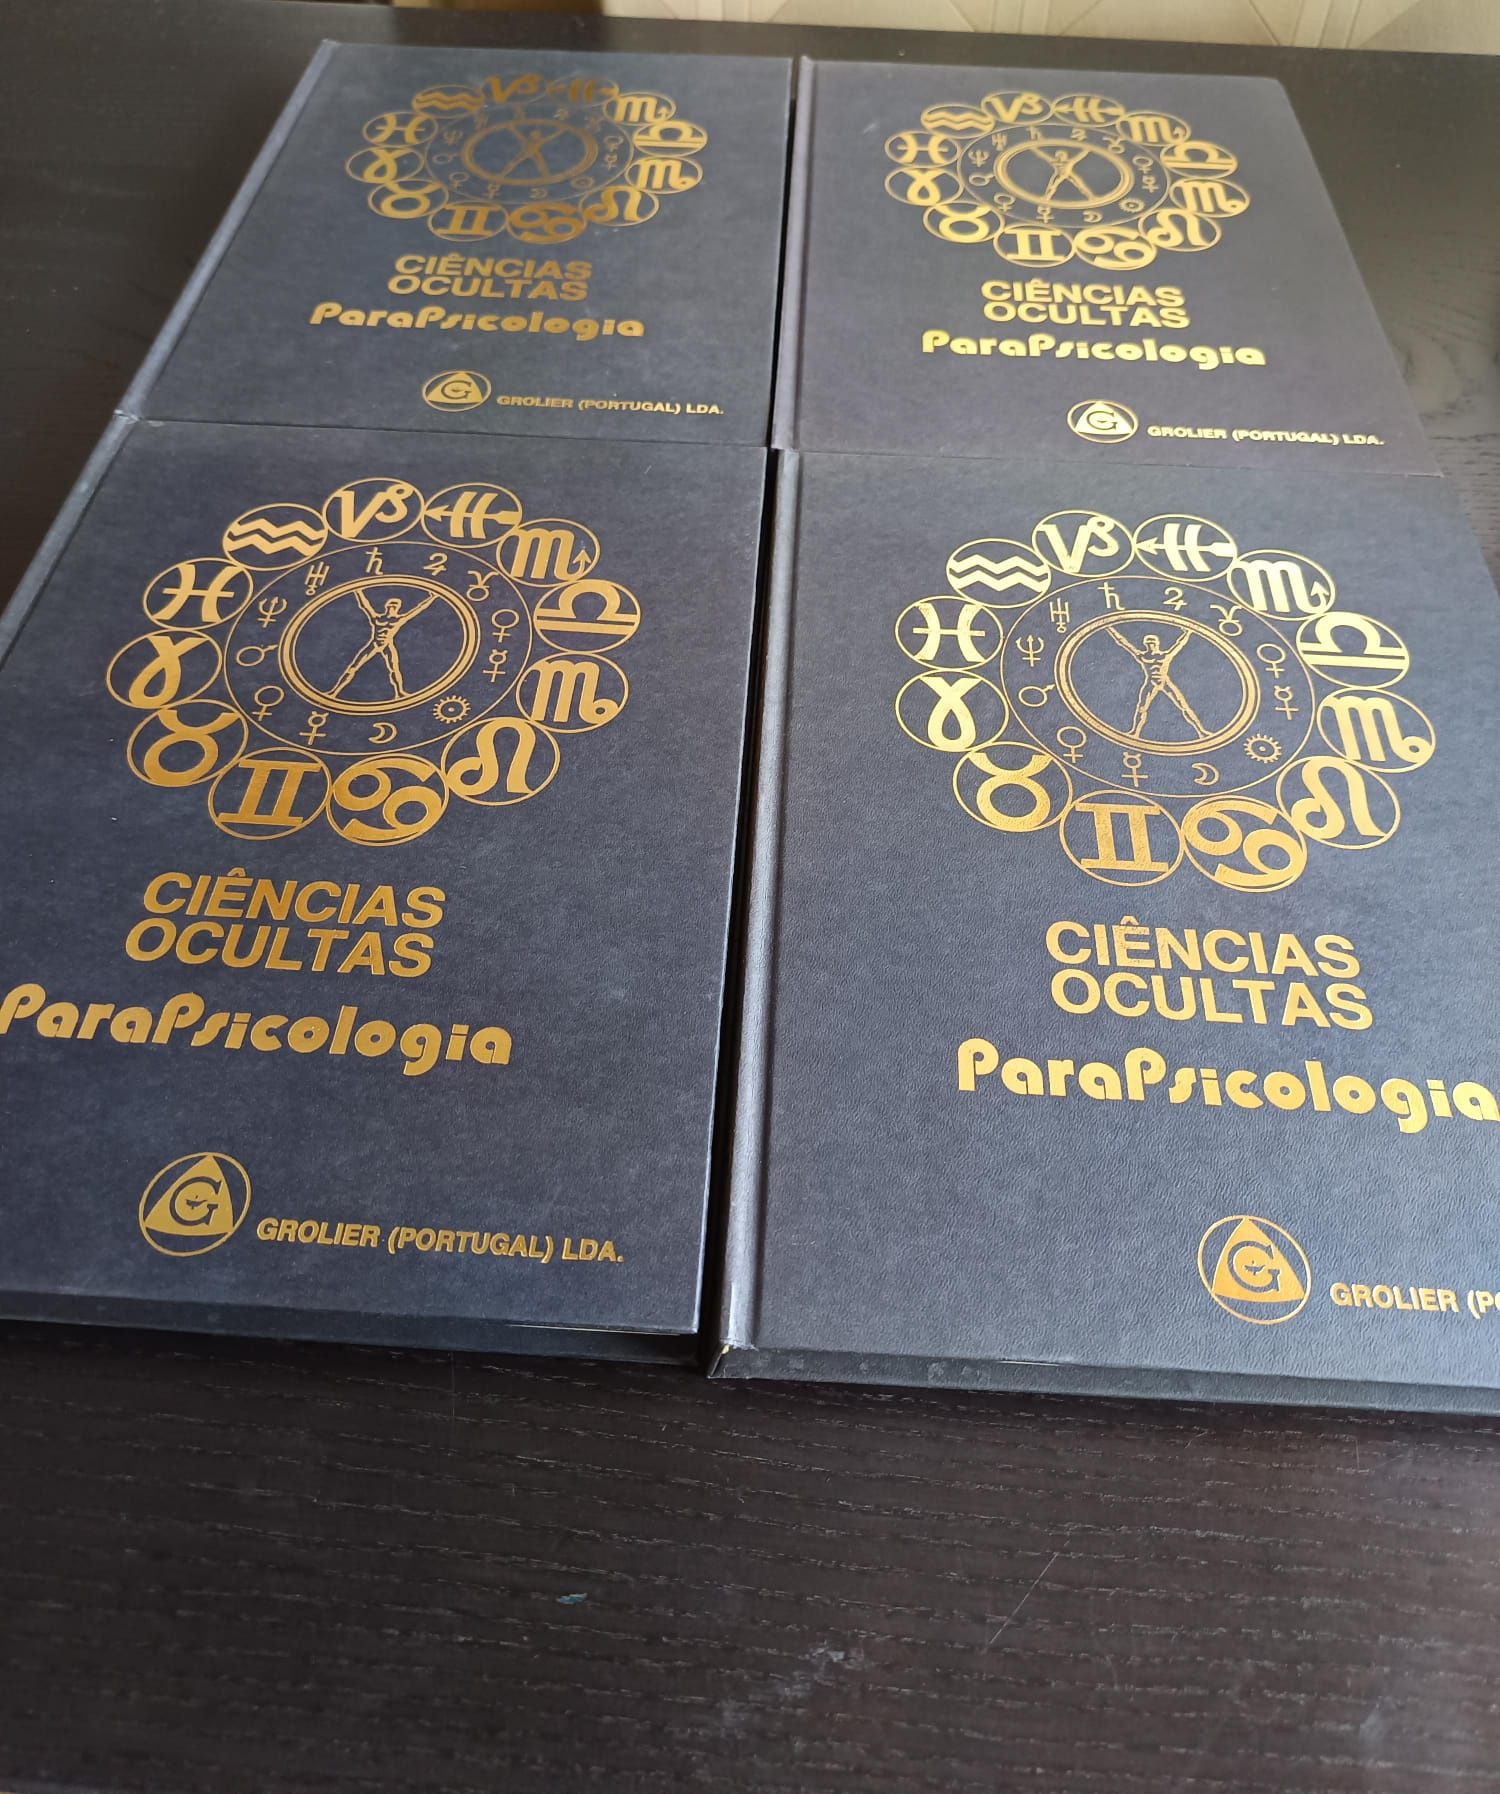 CIÊNCIAS
OCULTAS
ParaPsicologia
G
GROLIER (PORTUGAL) LDA.
CIÊNCIAS
OCULTAS
ParaPsicologia
G
GROLIER (PORTUGAL) LDA.
CIÊNCIAS
OCULTAS
ParaPsicologia
G
GROLIER (PORTUGAL) LDA.
CIÊNCIAS
OCULTAS
ParaPsicologia
G
GROLIER (PO